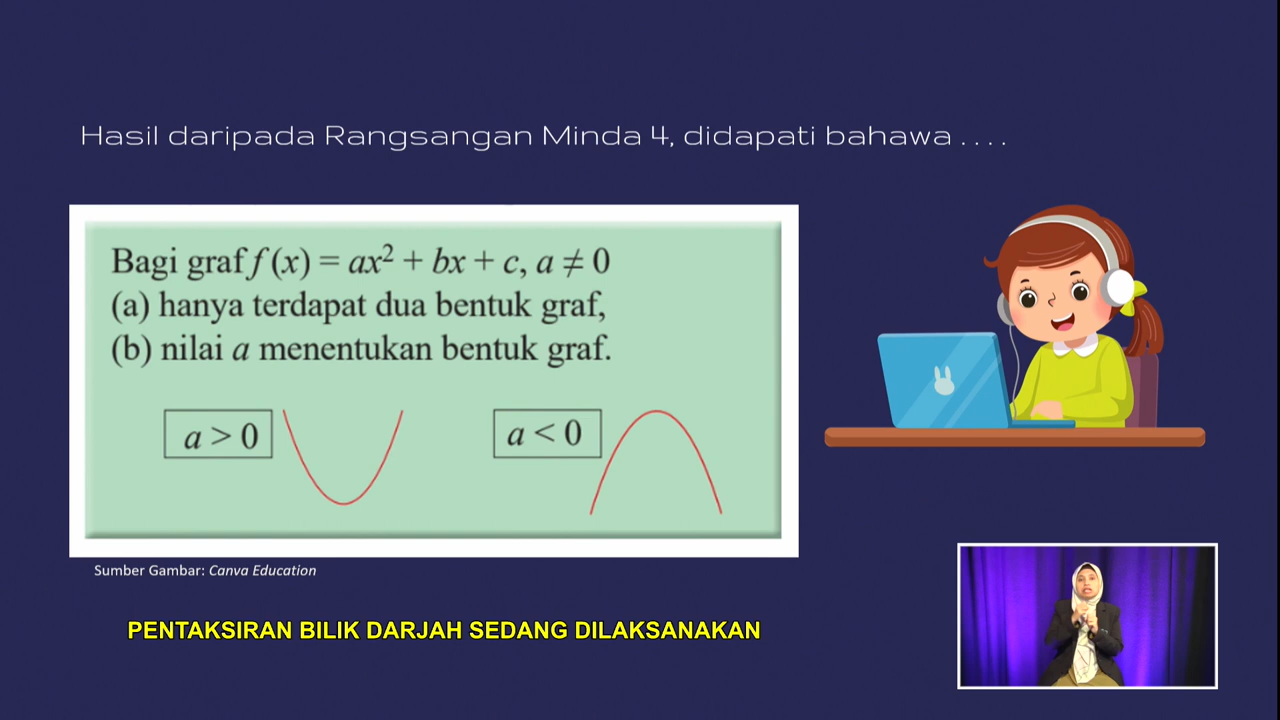 Hasil daripada Rangsangan Minda 4, didapati bahawa . . . .
Bagi graf f (x) = ax² + bx + c, a ≠ 0
(a) hanya terdapat dua bentuk graf,
(b) nilai a menentukan bentuk graf.
a > 0
a < 0
Sumber Gambar: Canva Education
PENTAKSIRAN BILIK DARJAH SEDANG DILAKSANAKAN